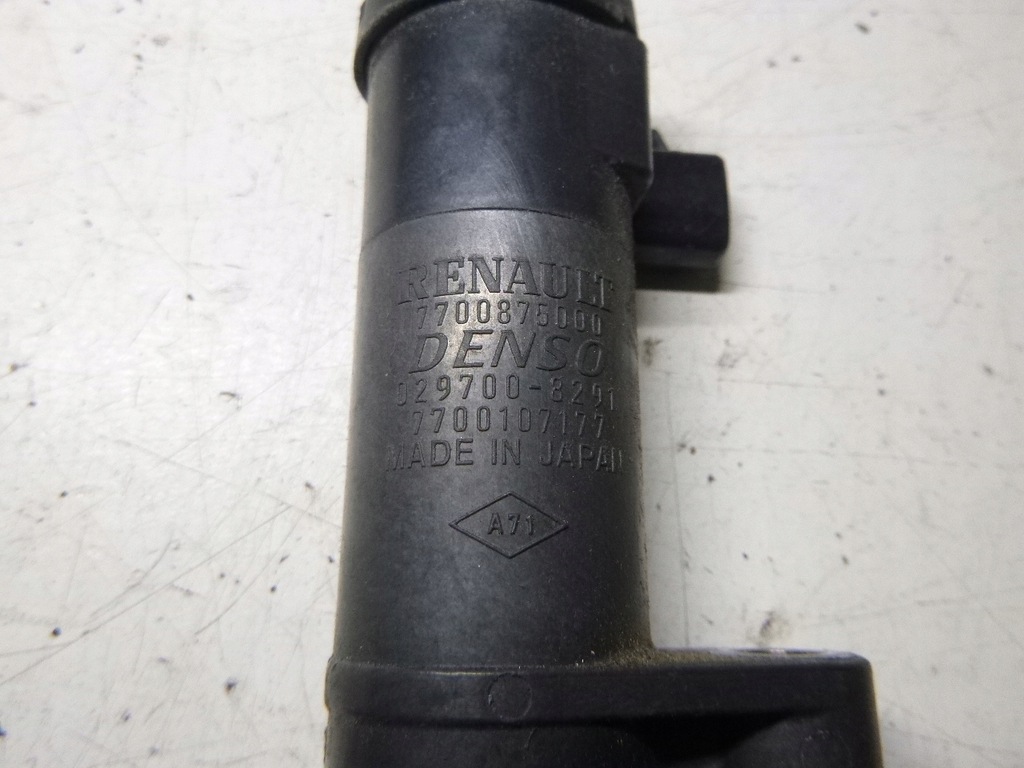 RENAULT
7700875000
DENSO
029700-8291
7700107177
MADE IN JAPAN
A71